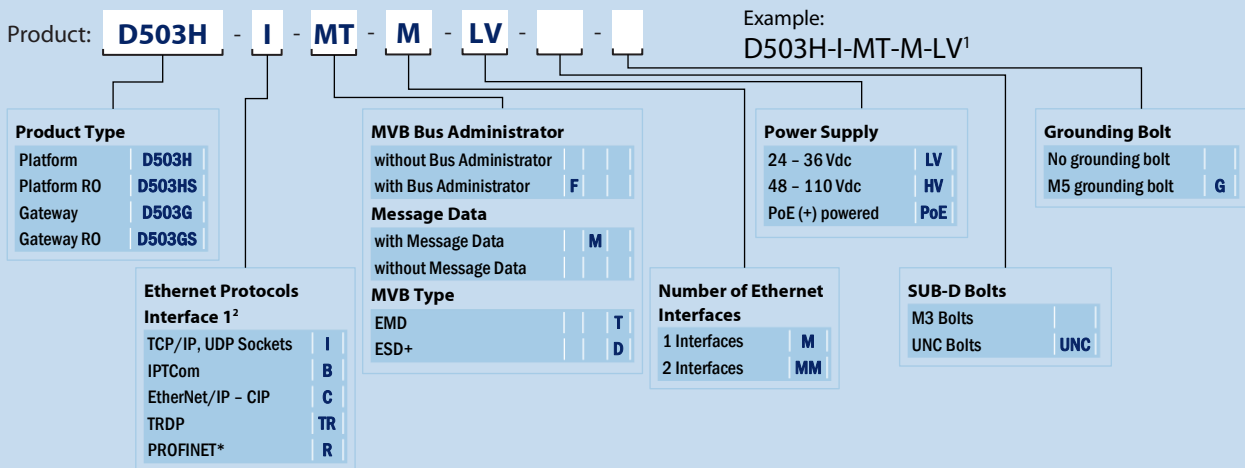 Product: D503H - I - MT - M - LV - -
Example:
D503H-I-MT-M-LV¹
Product Type
Platform D503H
Platform RO D503HS
Gateway D503G
Gateway RO D503GS
Ethernet Protocols
Interface 1²
TCP/IP, UDP Sockets I
IPTCom B
EtherNet/IP – CIP C
TRDP TR
PROFINET* R
MVB Bus Administrator
without Bus Administrator
with Bus Administrator F
Message Data
with Message Data M
without Message Data
MVB Type
EMD T
ESD+ D
Number of Ethernet
Interfaces
1 Interfaces M
2 Interfaces MM
Power Supply
24 – 36 Vdc LV
48 – 110 Vdc HV
PoE (+) powered PoE
SUB-D Bolts
M3 Bolts
UNC Bolts UNC
Grounding Bolt
No grounding bolt
M5 grounding bolt G